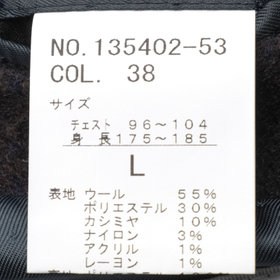 NO.135402-53
COL. 38
サイズ
チェスト 96～104
身 長 175～185
L
表地 ウール 55%
ポリエステル 30%
カシミヤ 10%
ナイロン 3%
アクリル 1%
レーヨン 1%